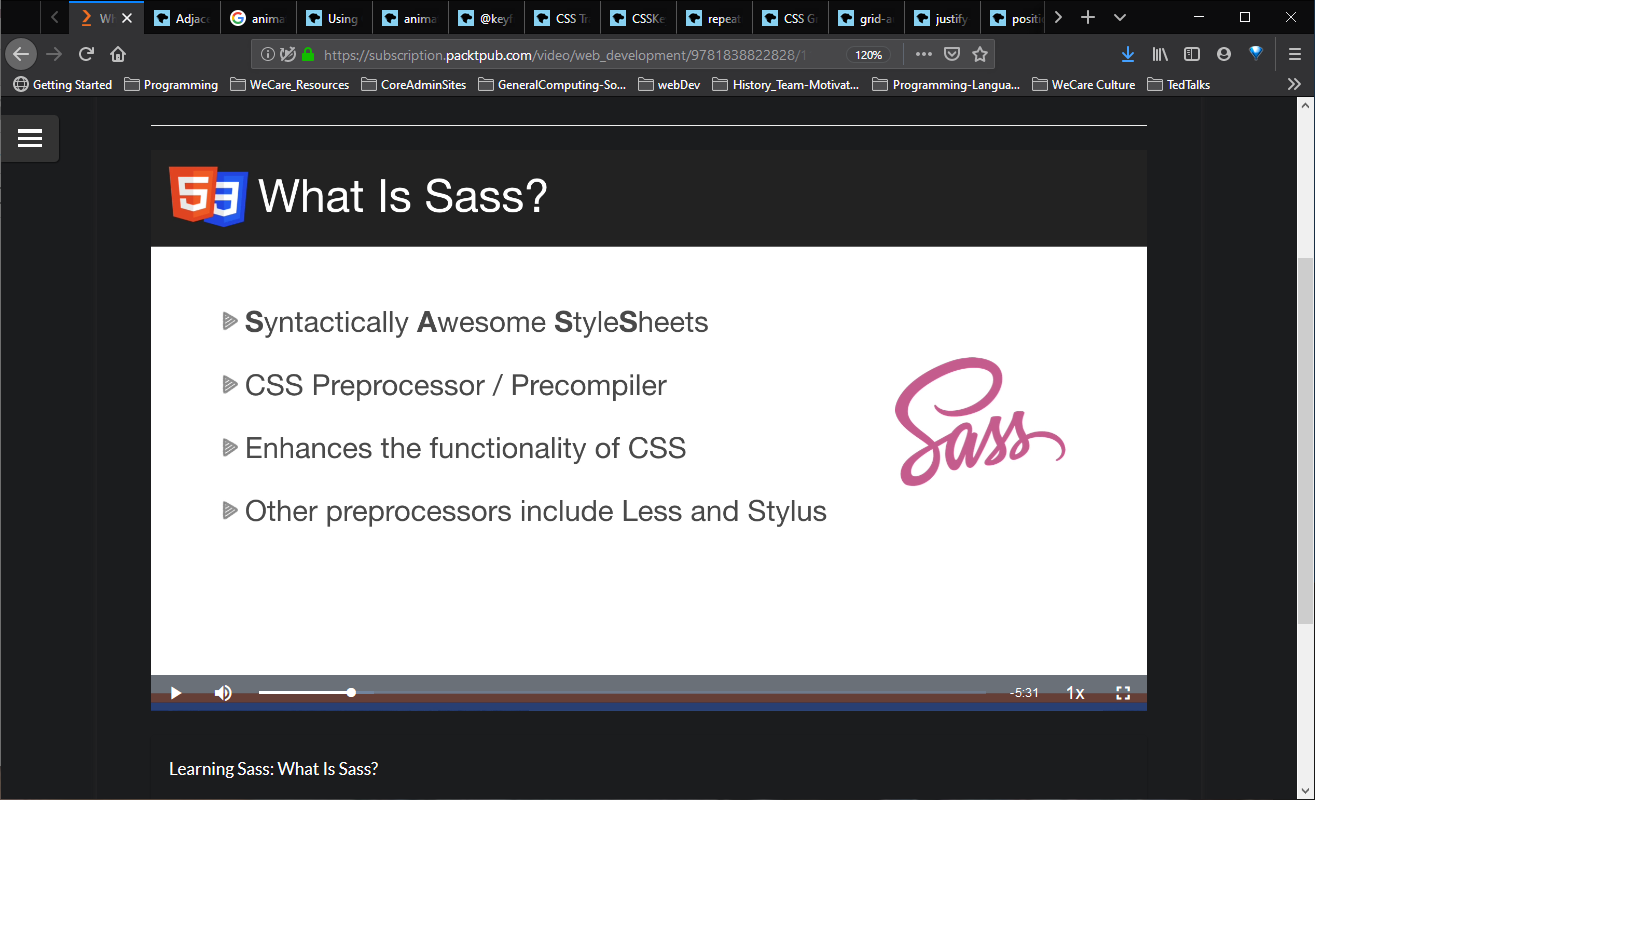 Adjac
anima
Using
anima
@keyf
CSS Tr
CSSKe
repeat
CSS G
grid-a
justify
positi
https://subscription.packtpub.com/video/web_development/9781838822828/1
120%
Getting Started
Programming
WeCare_Resources
CoreAdminSites
GeneralComputing-So...
webDev
History_Team-Motivat...
Programming-Langua...
WeCare Culture
TedTalks
What Is Sass?
Syntactically Awesome StyleSheets
CSS Preprocessor / Precompiler
Sass
Enhances the functionality of CSS
Other preprocessors include Less and Stylus
-5:31
1x
Learning Sass: What Is Sass?